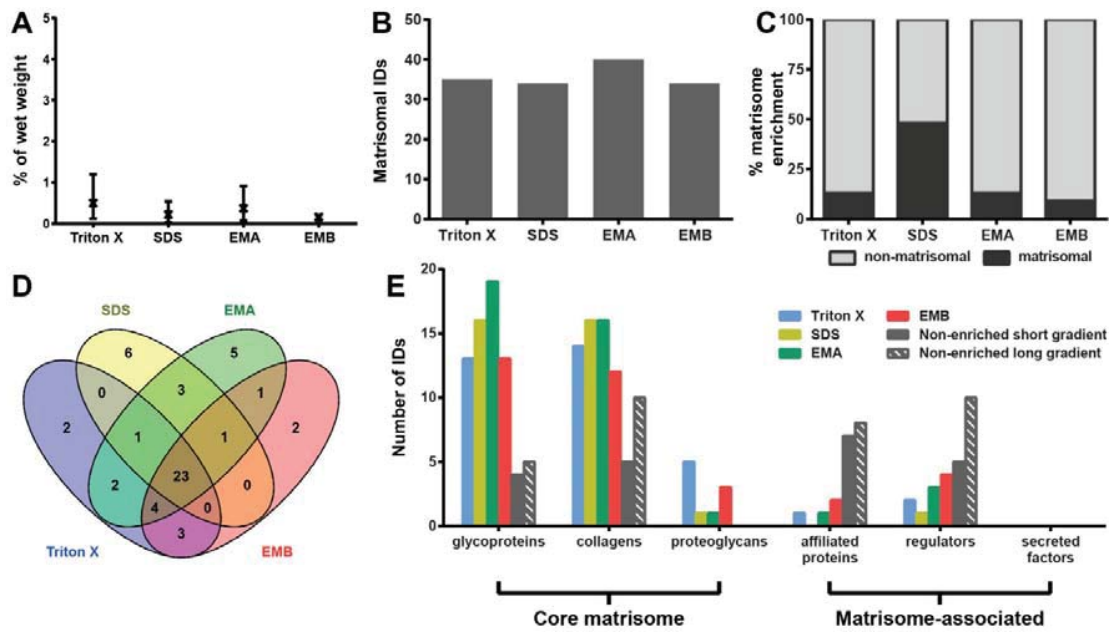 A
% of wet weight
5
4
3
2
1
0
Triton X SDS EMA EMB
B
Matrisomal IDs
50
40
30
20
10
0
Triton X SDS EMA EMB
C
% matrisome
enrichment
100
75
50
25
0
Triton X SDS EMA EMB
non-matrisomal matrisomal
D
SDS EMA
6 5
0 3 1
2 1 1 2
23
2 0
4 0
3
Triton X EMB
E
Number of IDs
20
15
10
5
0
Triton X
SDS
EMA
EMB
Non-enriched short gradient
Non-enriched long gradient
glycoproteins collagens proteoglycans affiliated proteins regulators secreted factors
Core matrisome Matrisome-associated